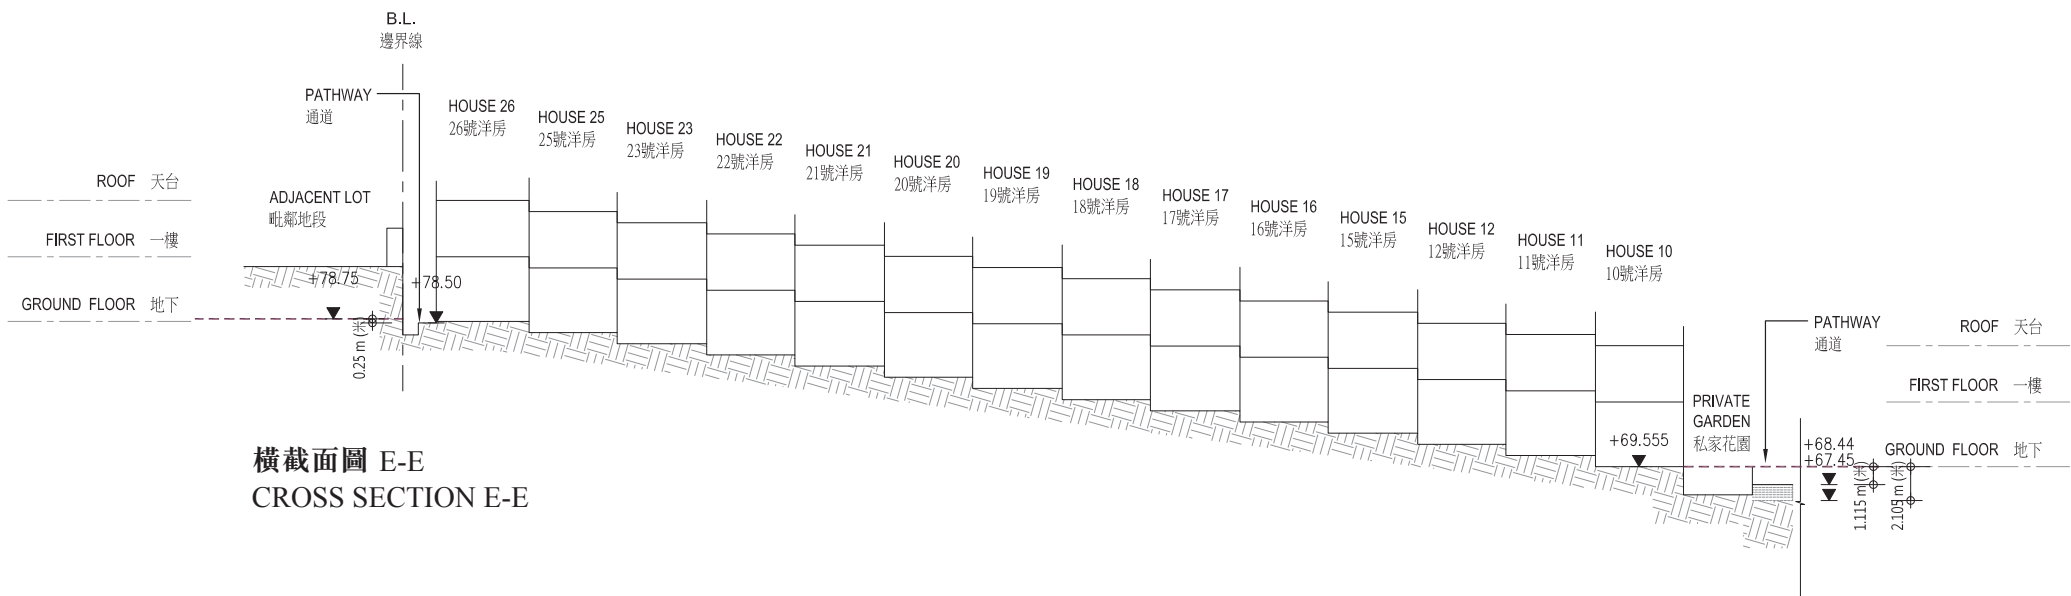 B.L.
邊界線
PATHWAY
通道
HOUSE 26
26號洋房
HOUSE 25
25號洋房
HOUSE 23
23號洋房
HOUSE 22
22號洋房
HOUSE 21
21號洋房
HOUSE 20
20號洋房
HOUSE 19
19號洋房
HOUSE 18
18號洋房
HOUSE 17
17號洋房
HOUSE 16
16號洋房
HOUSE 15
15號洋房
HOUSE 12
12號洋房
HOUSE 11
11號洋房
HOUSE 10
10號洋房
ROOF 天台
ADJACENT LOT
毗鄰地段
FIRST FLOOR 一樓
+78.75
+78.50
GROUND FLOOR 地下
0.25 m (米)
PATHWAY
通道
ROOF 天台
FIRST FLOOR 一樓
PRIVATE
GARDEN
私家花園
+69.555
+68.44
+67.45
GROUND FLOOR 地下
1.115 m (米)
2.105 m (米)
橫截面圖 E-E
CROSS SECTION E-E